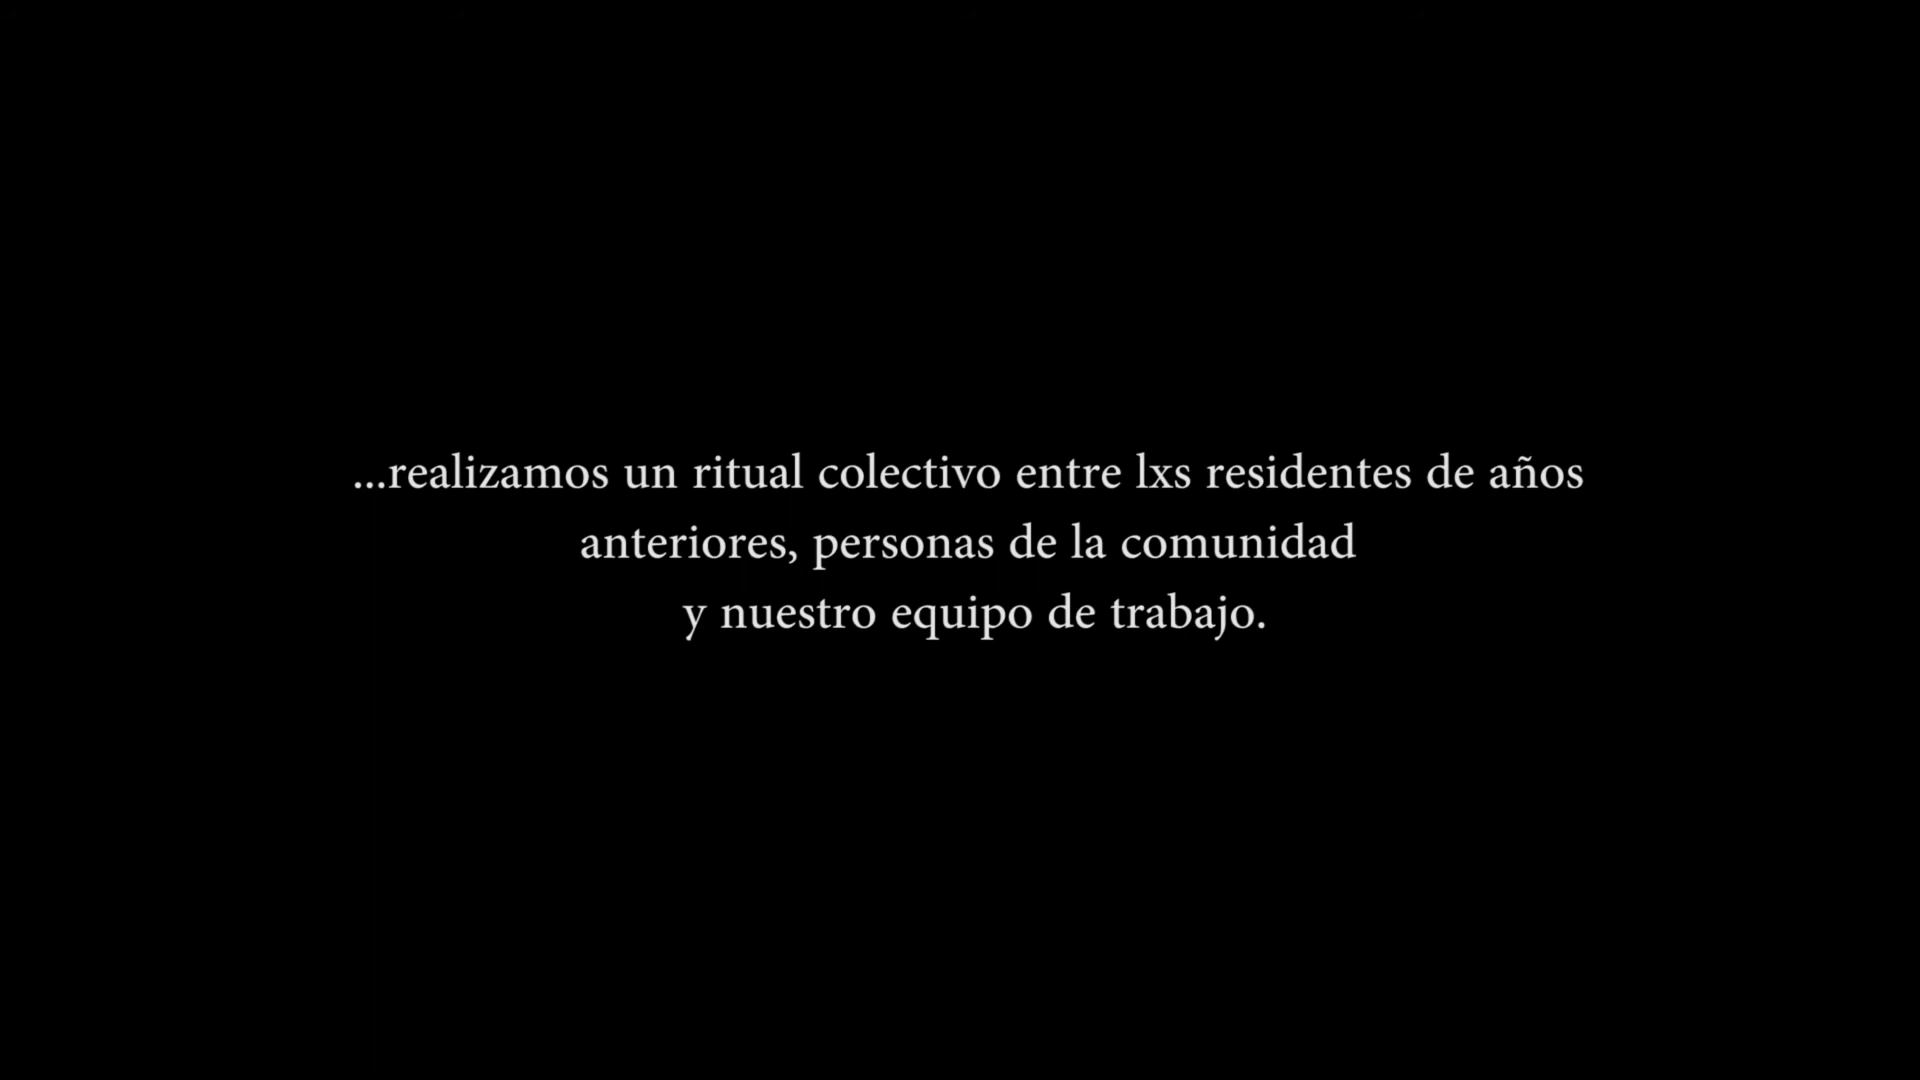 ...realizamos un ritual colectivo entre lxs residentes de años
anteriores, personas de la comunidad
y nuestro equipo de trabajo.